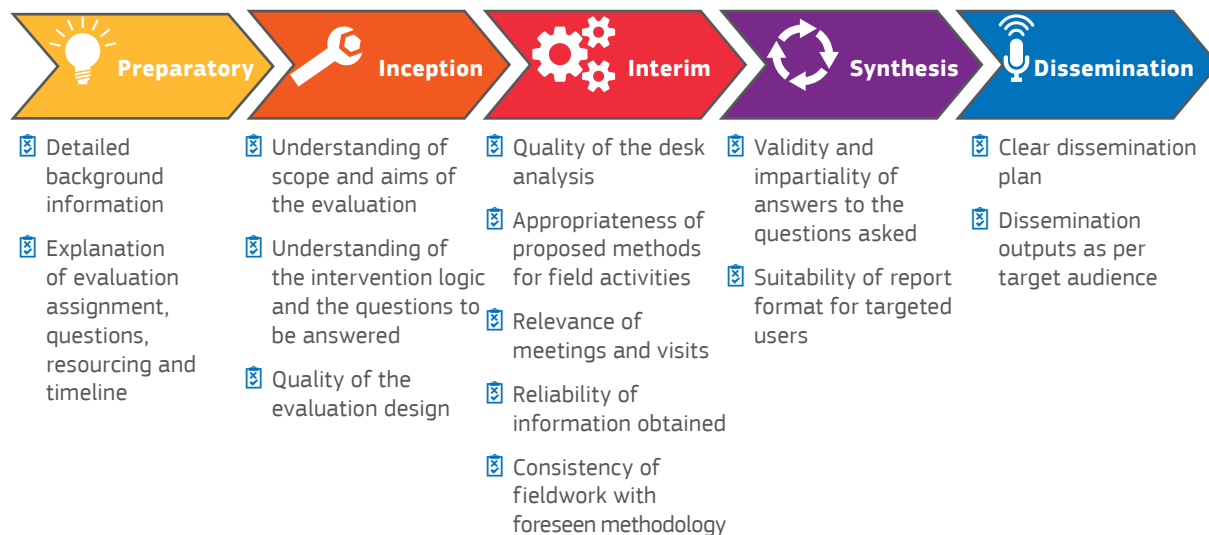 Preparatory
Inception
Interim
Synthesis
Dissemination
Detailed
background
information
Explanation
of evaluation
assignment,
questions,
resourcing and
timeline
Understanding of
scope and aims of
the evaluation
Understanding of
the intervention logic
and the questions to
be answered
Quality of the
evaluation design
Quality of the desk
analysis
Appropriateness of
proposed methods
for field activities
Relevance of
meetings and visits
Reliability of
information obtained
Consistency of
fieldwork with
foreseen methodology
Validity and
impartiality of
answers to the
questions asked
Suitability of report
format for targeted
users
Clear dissemination
plan
Dissemination
outputs as per
target audience